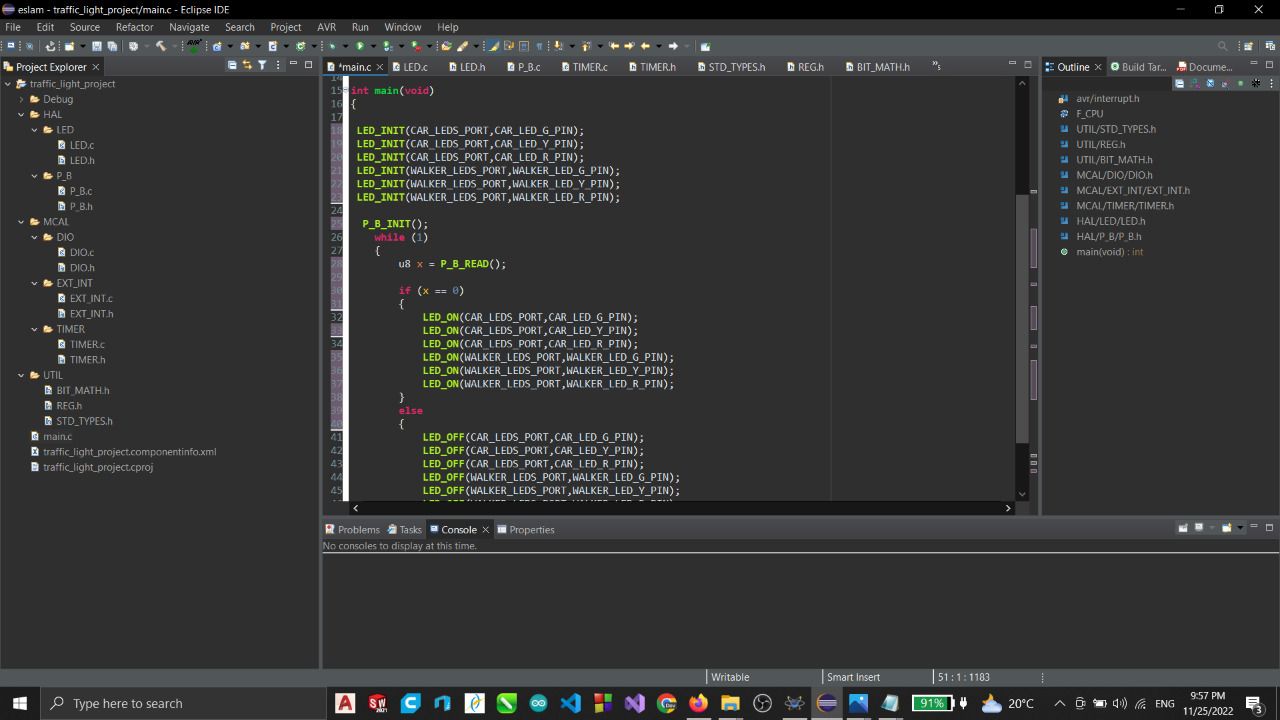 eslam - traffic_light_project/main.c - Eclipse IDE
File Edit Source Refactor Navigate Search Project AVR Run Window Help
Project Explorer
traffic_light_project
Debug
HAL
LED
LED.c
LED.h
P_B
P_B.c
P_B.h
MCAL
DIO
DIO.c
DIO.h
EXT_INT
EXT_INT.c
EXT_INT.h
TIMER
TIMER.c
TIMER.h
UTIL
BIT_MATH.h
REG.h
STD_TYPES.h
main.c
traffic_light_project.componentinfo.xml
traffic_light_project.cproj
*main.c LED.c LED.h P_B.c TIMER.c TIMER.h STD_TYPES.h REG.h BIT_MATH.h
14
15 int main(void)
16 {
17
18 LED_INIT(CAR_LEDS_PORT,CAR_LED_G_PIN);
19 LED_INIT(CAR_LEDS_PORT,CAR_LED_Y_PIN);
20 LED_INIT(CAR_LEDS_PORT,CAR_LED_R_PIN);
21 LED_INIT(WALKER_LEDS_PORT,WALKER_LED_G_PIN);
22 LED_INIT(WALKER_LEDS_PORT,WALKER_LED_Y_PIN);
23 LED_INIT(WALKER_LEDS_PORT,WALKER_LED_R_PIN);
24
25 P_B_INIT();
26 while (1)
27 {
28 u8 x = P_B_READ();
29
30 if (x == 0)
31 {
32 LED_ON(CAR_LEDS_PORT,CAR_LED_G_PIN);
33 LED_ON(CAR_LEDS_PORT,CAR_LED_Y_PIN);
34 LED_ON(CAR_LEDS_PORT,CAR_LED_R_PIN);
35 LED_ON(WALKER_LEDS_PORT,WALKER_LED_G_PIN);
36 LED_ON(WALKER_LEDS_PORT,WALKER_LED_Y_PIN);
37 LED_ON(WALKER_LEDS_PORT,WALKER_LED_R_PIN);
38 }
39 else
40 {
41 LED_OFF(CAR_LEDS_PORT,CAR_LED_G_PIN);
42 LED_OFF(CAR_LEDS_PORT,CAR_LED_Y_PIN);
43 LED_OFF(CAR_LEDS_PORT,CAR_LED_R_PIN);
44 LED_OFF(WALKER_LEDS_PORT,WALKER_LED_G_PIN);
45 LED_OFF(WALKER_LEDS_PORT,WALKER_LED_Y_PIN);
Outline Build Tar... Docume...
avr/interrupt.h
F_CPU
UTIL/STD_TYPES.h
UTIL/REG.h
UTIL/BIT_MATH.h
MCAL/DIO/DIO.h
MCAL/EXT_INT/EXT_INT.h
MCAL/TIMER/TIMER.h
HAL/LED/LED.h
HAL/P_B/P_B.h
main(void) : int
Problems Tasks Console Properties
No consoles to display at this time.
Writable Smart Insert 51 : 1 : 1183
Type here to search
91% 20°C ENG
9:57 PM
11/25/2022
3